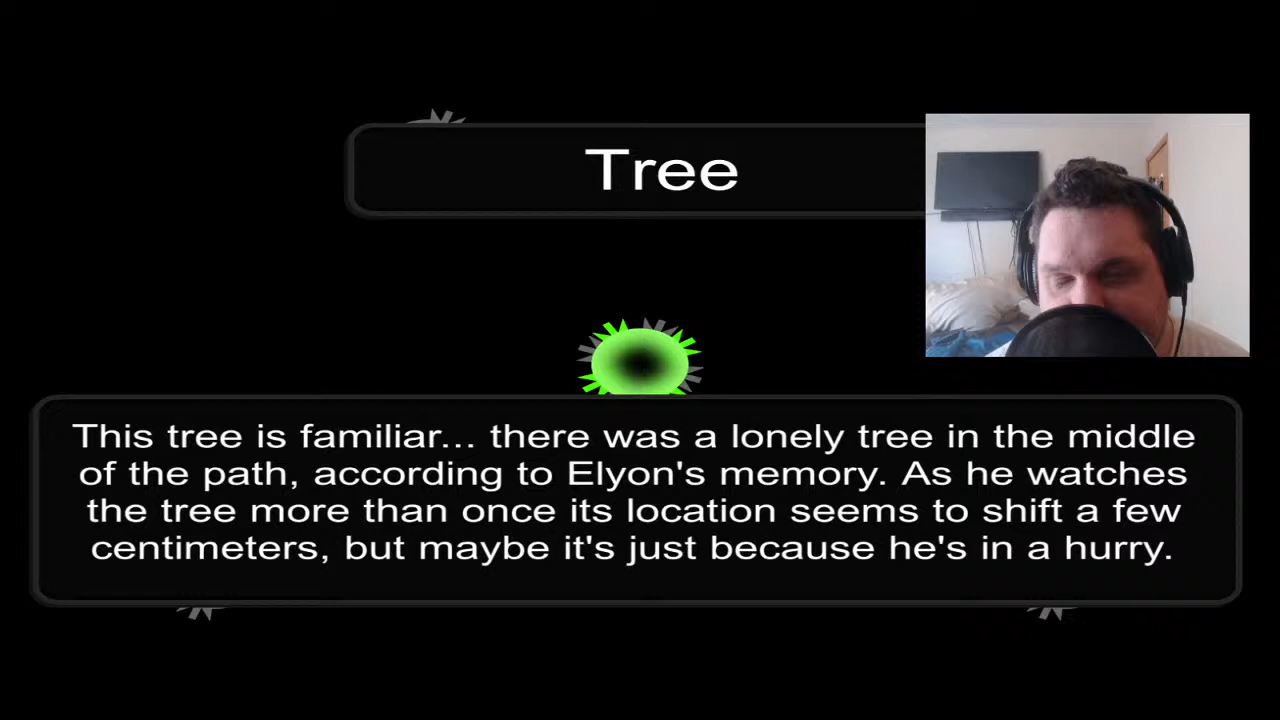 Tree
This tree is familiar... there was a lonely tree in the middle
of the path, according to Elyon's memory. As he watches
the tree more than once its location seems to shift a few
centimeters, but maybe it's just because he's in a hurry.